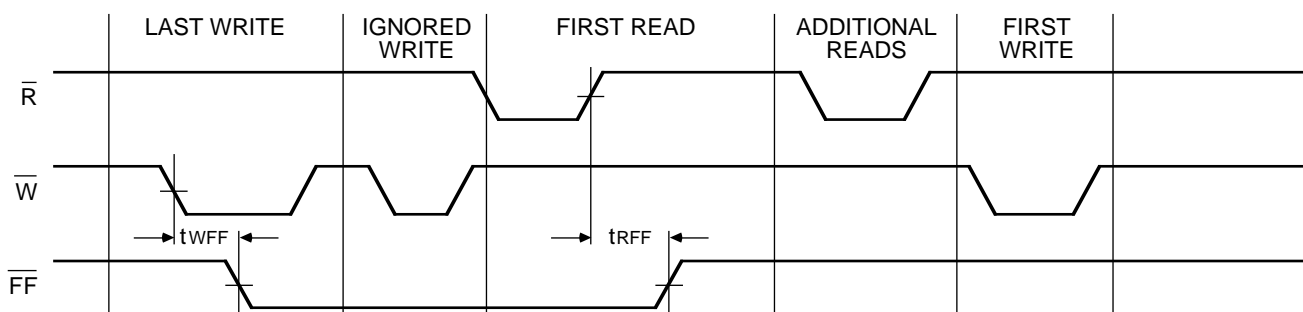 LAST WRITE
IGNORED
WRITE
FIRST READ
ADDITIONAL
READS
FIRST
WRITE
R
W
tWFF
tRFF
FF